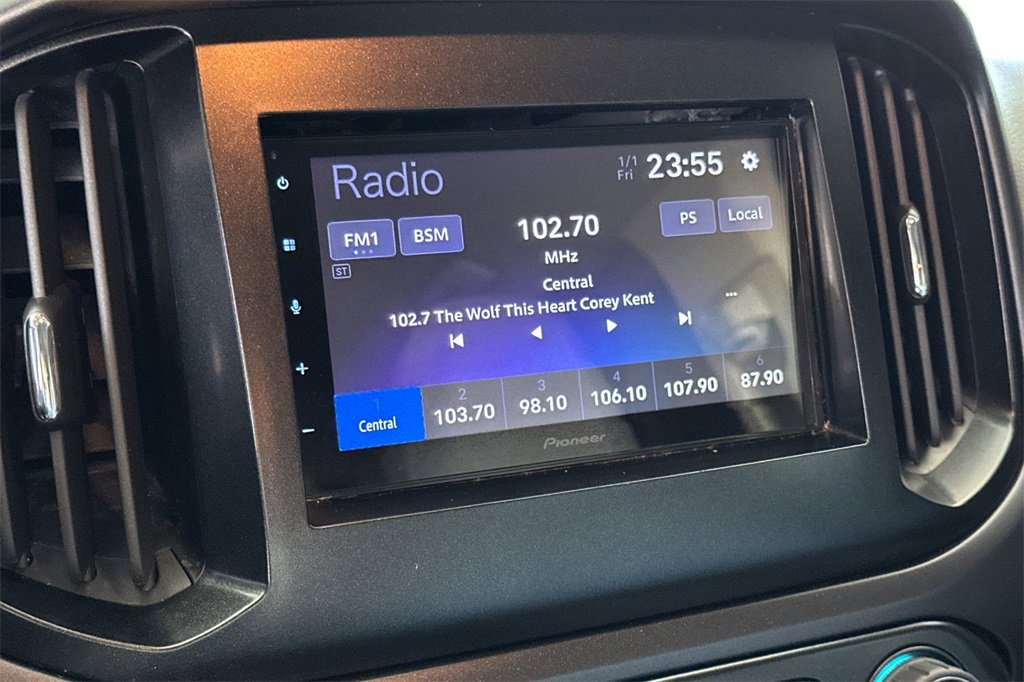 Radio
1/1
Fri
23:55
FM1
BSM
102.70
PS
Local
ST
MHz
Central
102.7 The Wolf This Heart Corey Kent
1
Central
2
103.70
3
98.10
4
106.10
5
107.90
6
87.90
Pioneer